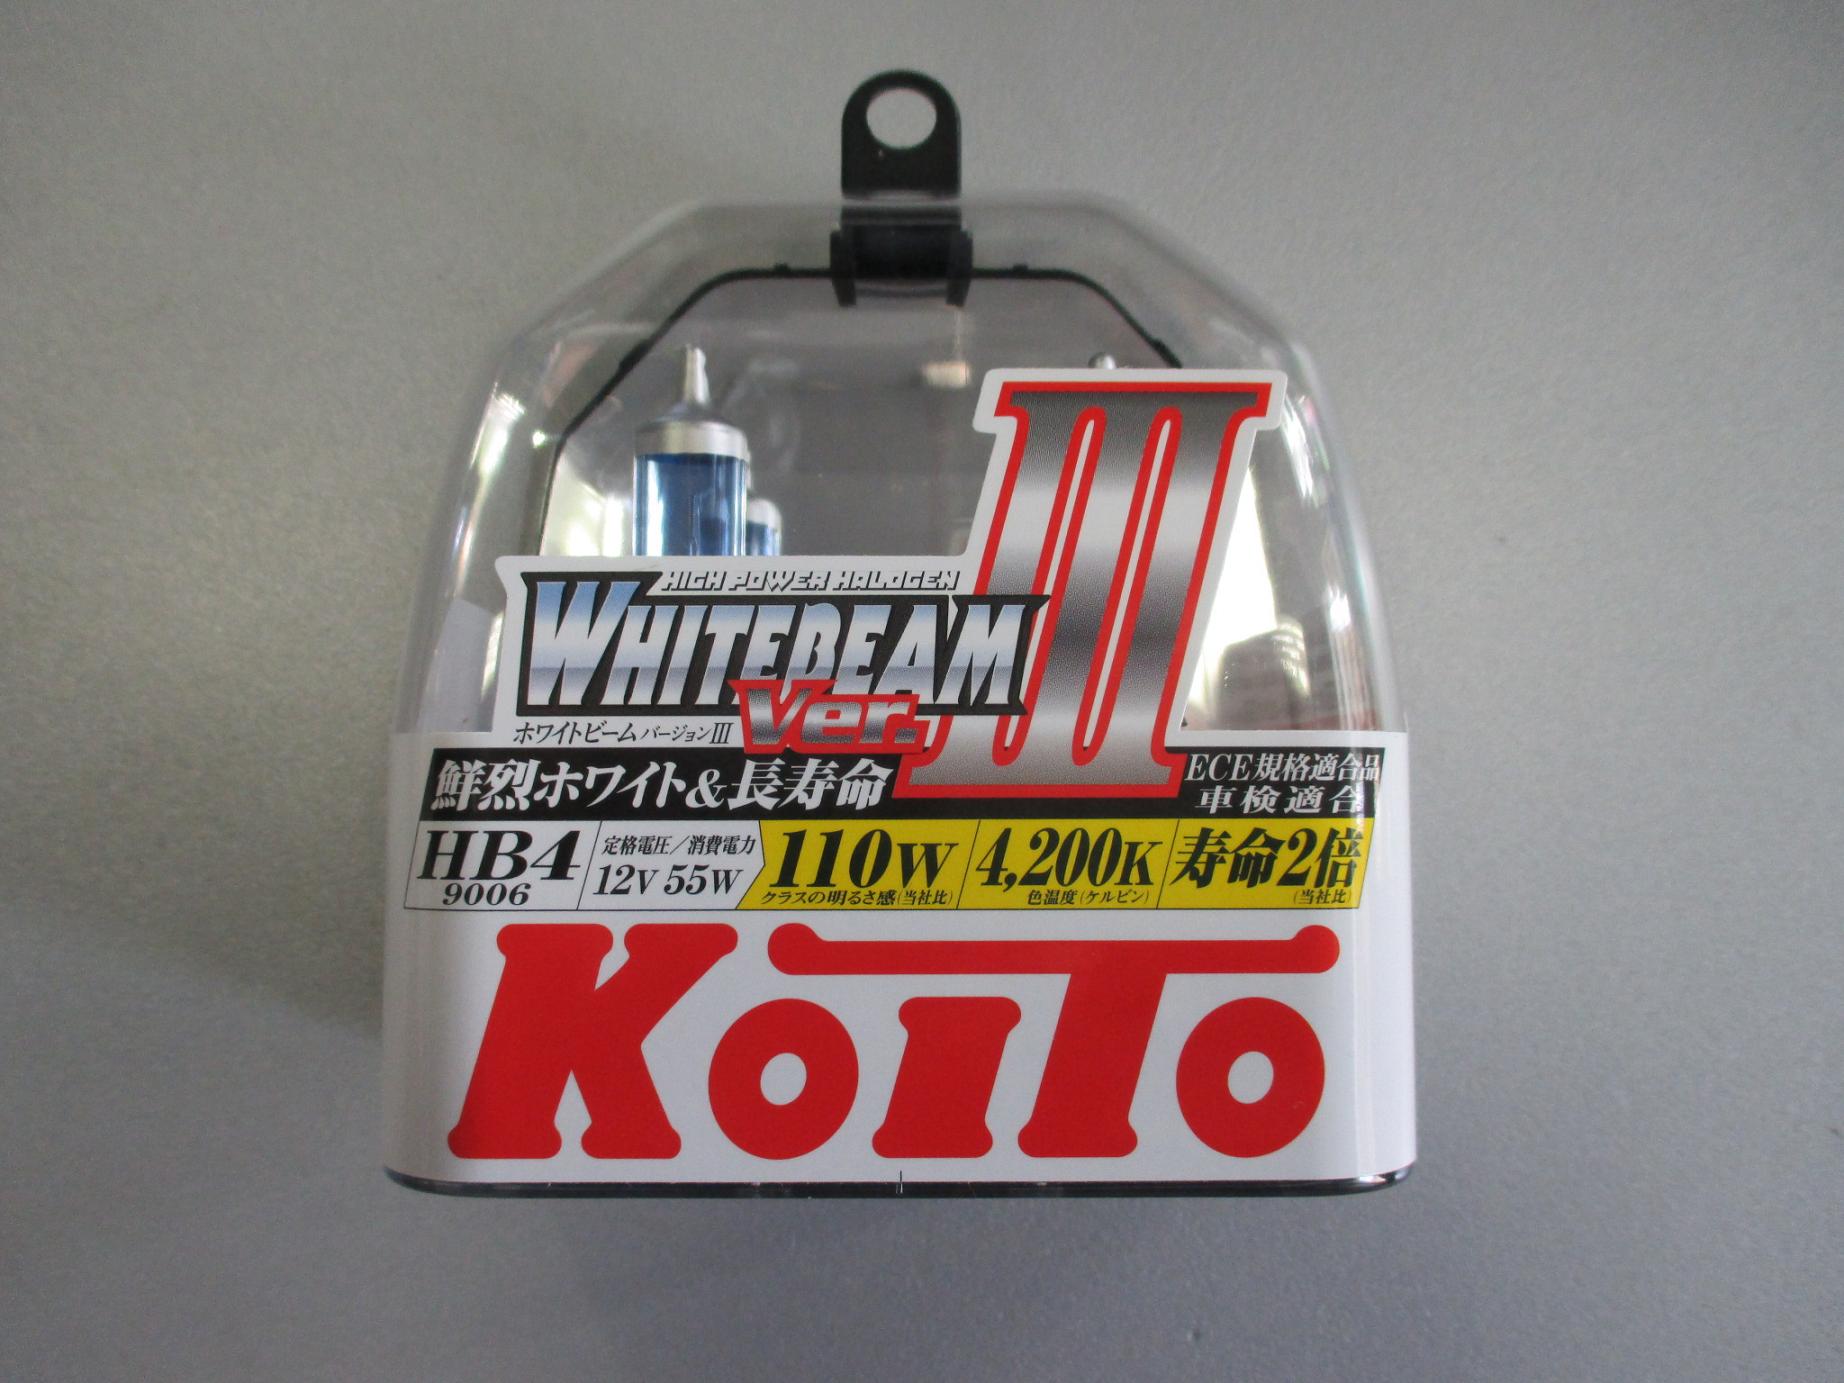 HIGH POWER HALOGEN
WHITEBEAM III
Ver.
ホワイトビーム バージョンIII
鮮烈ホワイト&長寿命
ECE規格適合品
車検適合
HB4
9006
定格電圧/消費電力
12V 55W
110W
クラスの明るさ感(当社比)
4,200K
色温度(ケルビン)
寿命2倍
(当社比)
KOITO